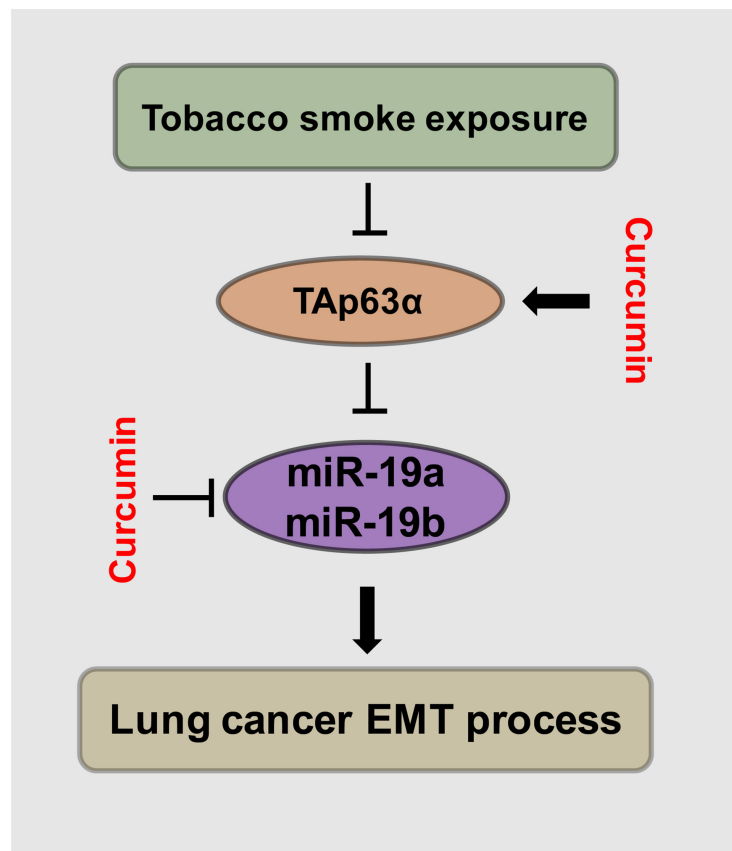 Tobacco smoke exposure
TAp63α
Curcumin
miR-19a
miR-19b
Curcumin
Lung cancer EMT process